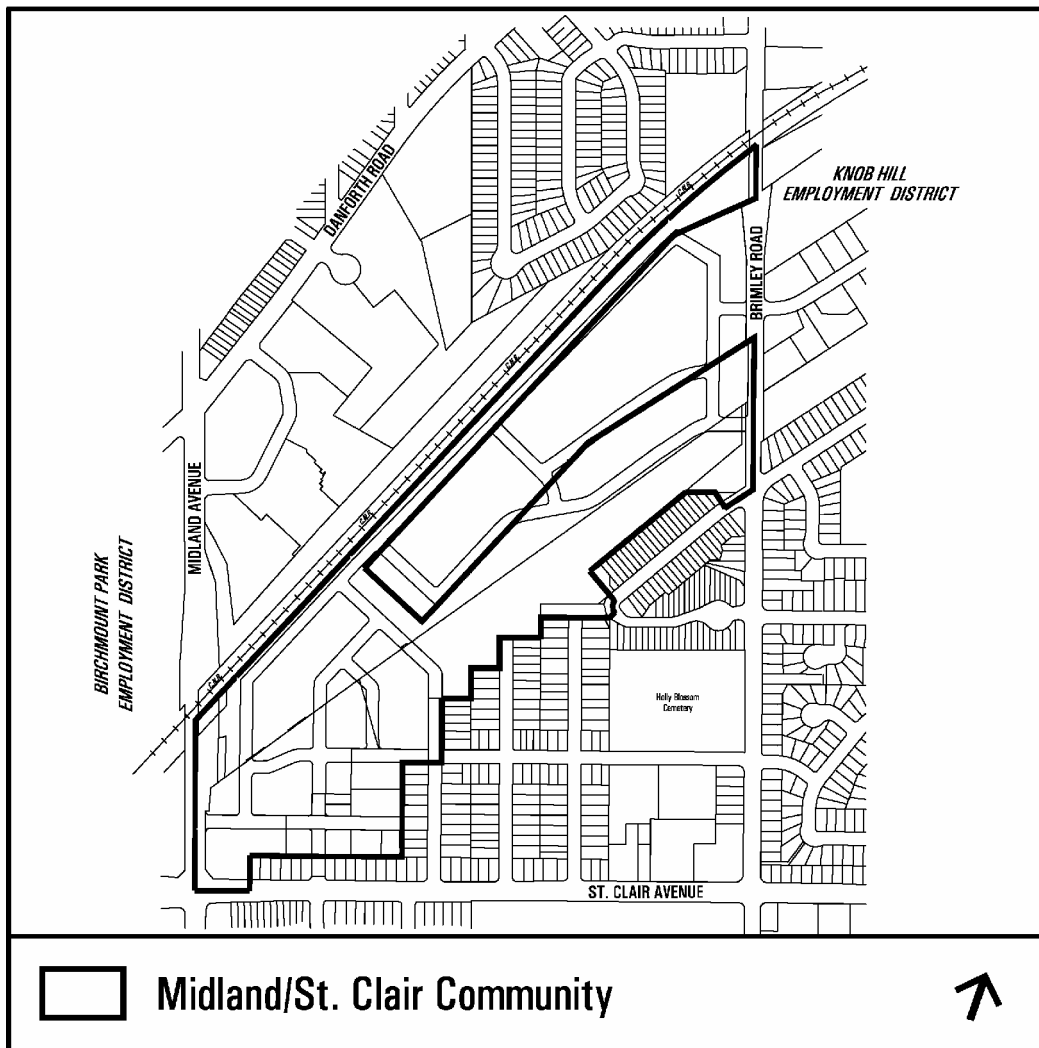 DANFORTH ROAD
C.N.R.
KNOB HILL
EMPLOYMENT DISTRICT
BRIMLEY ROAD
C.N.R.
MIDLAND AVENUE
C.N.R.
BIRCHMOUNT PARK
EMPLOYMENT DISTRICT
C.N.R.
Holly Blossom
Cemetery
ST. CLAIR AVENUE
Midland/St. Clair Community